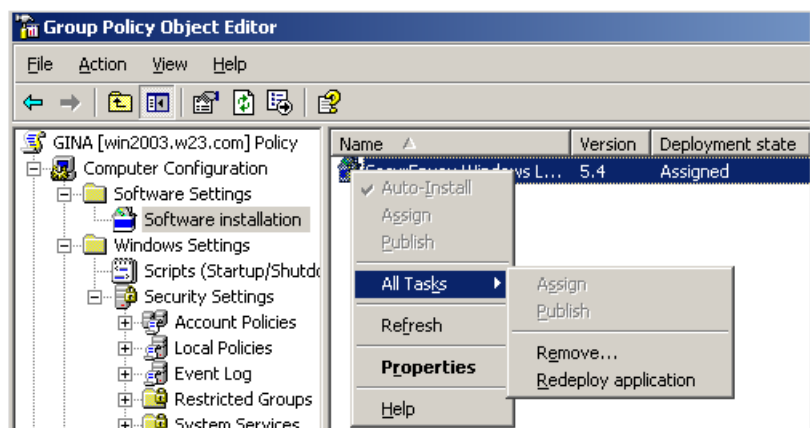 Group Policy Object Editor
File Action View Help
GINA [win2003.w23.com] Policy
Computer Configuration
Software Settings
Software installation
Windows Settings
Scripts (Startup/Shutd
Security Settings
Account Policies
Local Policies
Event Log
Restricted Groups
System Services
Name Version Deployment state
Windows L... 5.4 Assigned
Auto-Install
Assign
Publish
All Tasks
Refresh
Properties
Help
Assign
Publish
Remove...
Redeploy application